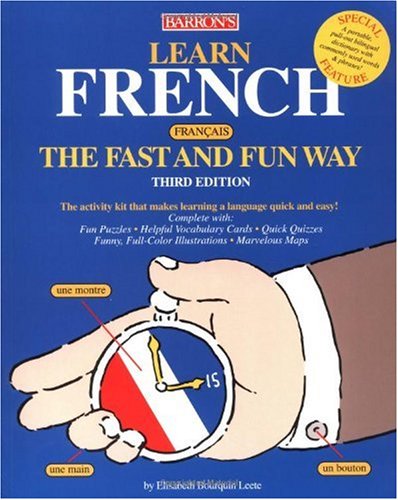 BARRON'S
SPECIAL
A portable,
pull-out bilingual
dictionary with
commonly used words
& phrases!
FEATURE
LEARN
FRENCH
FRANÇAIS
THE FAST AND FUN WAY
THIRD EDITION
The activity kit that makes learning a language quick and easy!
Complete with:
Fun Puzzles • Helpful Vocabulary Cards • Quick Quizzes
Funny, Full-Color Illustrations • Marvelous Maps
une montre
15
une main
un bouton
by Elisabeth Bourquin Leete